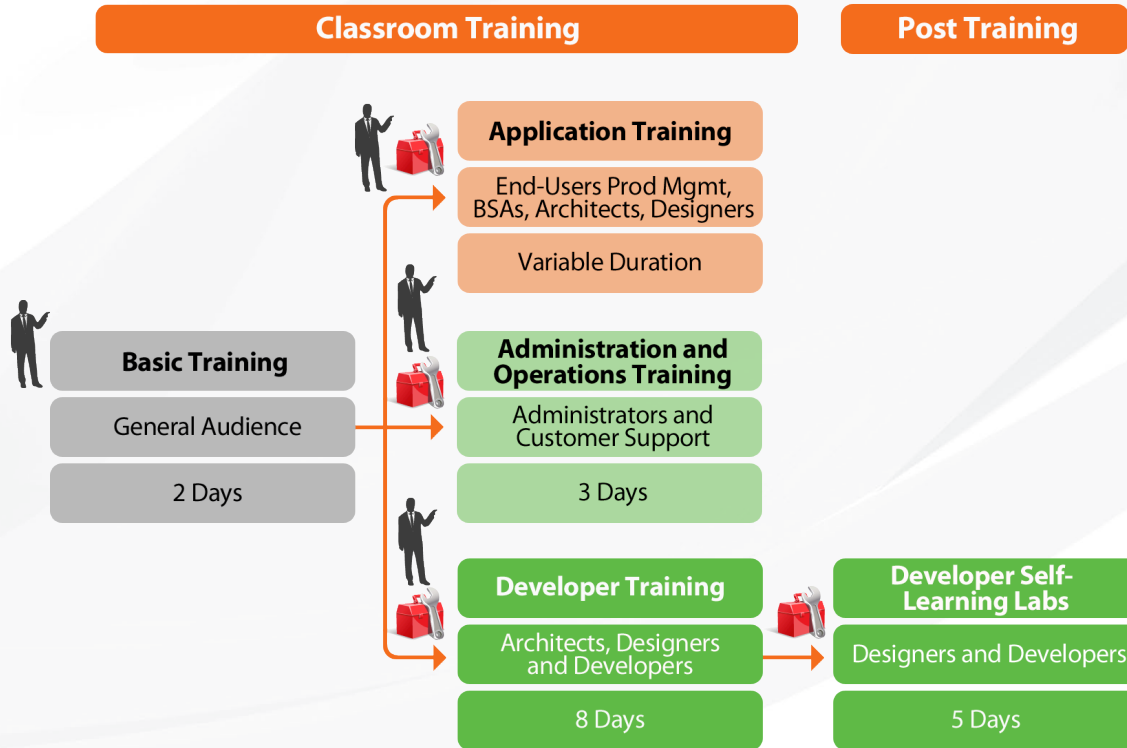 Classroom Training
Post Training
Application Training
End-Users Prod Mgmt,
BSAs, Architects, Designers
Variable Duration
Basic Training
General Audience
2 Days
Administration and
Operations Training
Administrators and
Customer Support
3 Days
Developer Training
Architects, Designers
and Developers
8 Days
Developer Self-
Learning Labs
Designers and Developers
5 Days